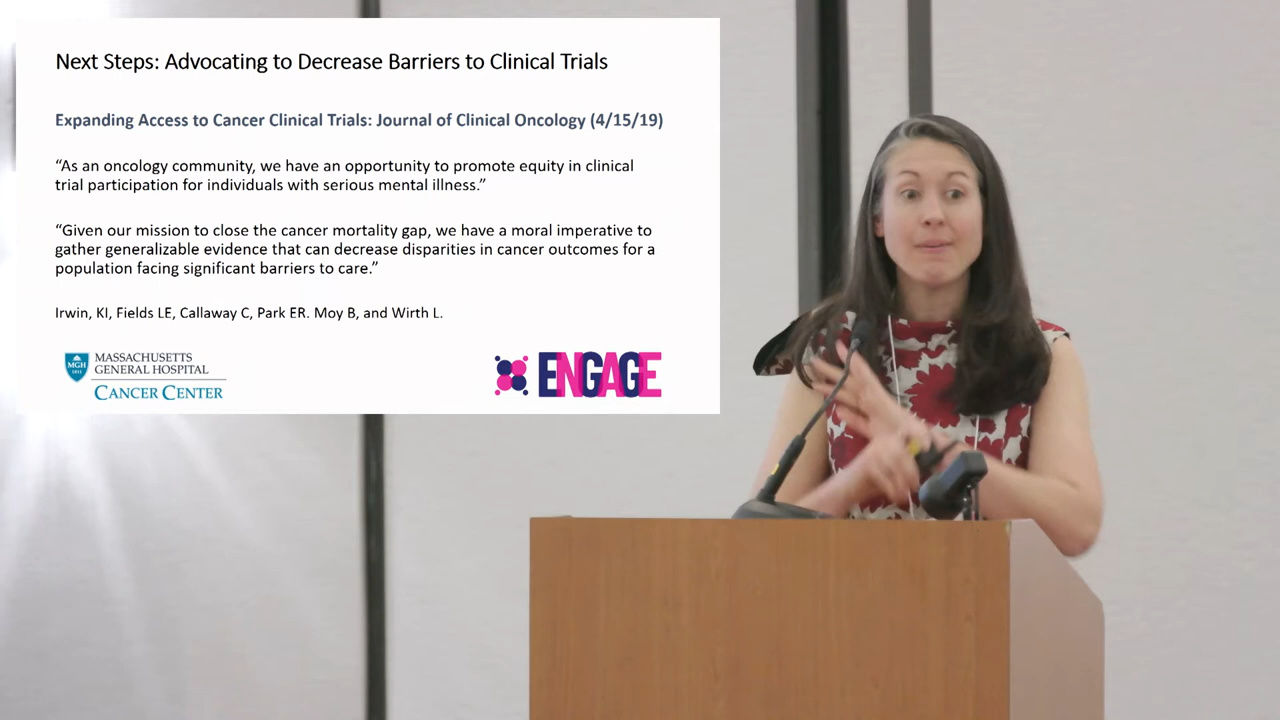 Next Steps: Advocating to Decrease Barriers to Clinical Trials
Expanding Access to Cancer Clinical Trials: Journal of Clinical Oncology (4/15/19)
“As an oncology community, we have an opportunity to promote equity in clinical
trial participation for individuals with serious mental illness.”
“Given our mission to close the cancer mortality gap, we have a moral imperative to
gather generalizable evidence that can decrease disparities in cancer outcomes for a
population facing significant barriers to care.”
Irwin, KI, Fields LE, Callaway C, Park ER. Moy B, and Wirth L.
MGH
1811
MASSACHUSETTS
GENERAL HOSPITAL
CANCER CENTER
ENGAGE